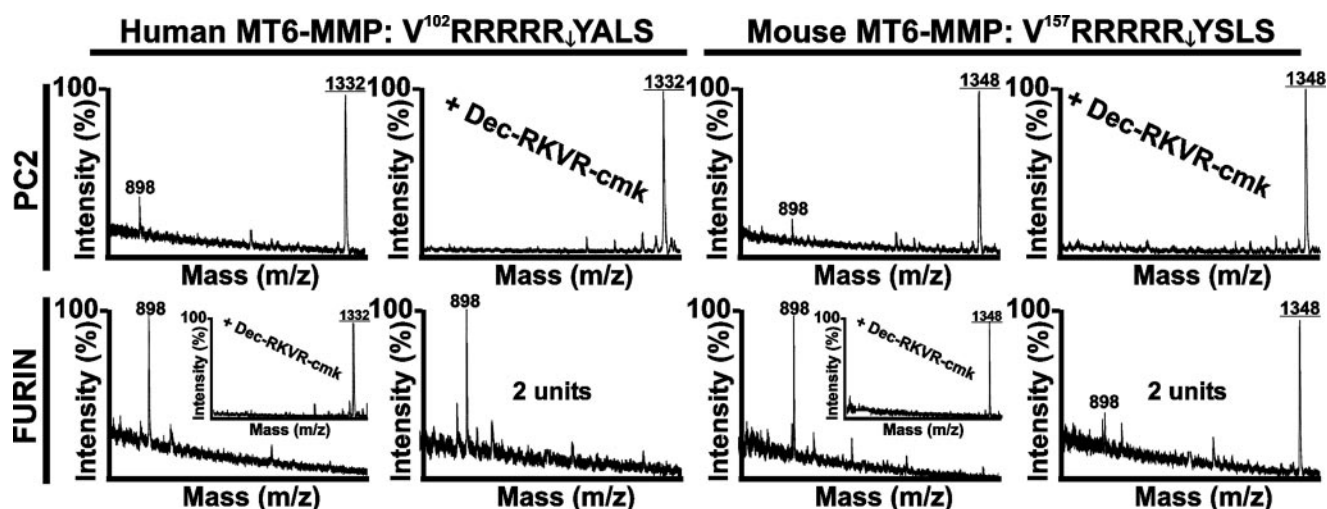 Human MT6-MMP: V¹⁰²RRRRR↓YALS
Mouse MT6-MMP: V¹⁵⁷RRRRR↓YSLS
PC2
100
Intensity (%)
898
1332
Mass (m/z)
100
Intensity (%)
+ Dec-RKVR-cmk
1332
Mass (m/z)
100
Intensity (%)
898
1348
Mass (m/z)
100
Intensity (%)
+ Dec-RKVR-cmk
1348
Mass (m/z)
FURIN
100
Intensity (%)
898
Mass (m/z)
100
Intensity (%)
+ Dec-RKVR-cmk
1332
Mass (m/z)
100
Intensity (%)
898
2 units
Mass (m/z)
100
Intensity (%)
898
Mass (m/z)
100
Intensity (%)
+ Dec-RKVR-cmk
1348
Mass (m/z)
100
Intensity (%)
898
2 units
1348
Mass (m/z)